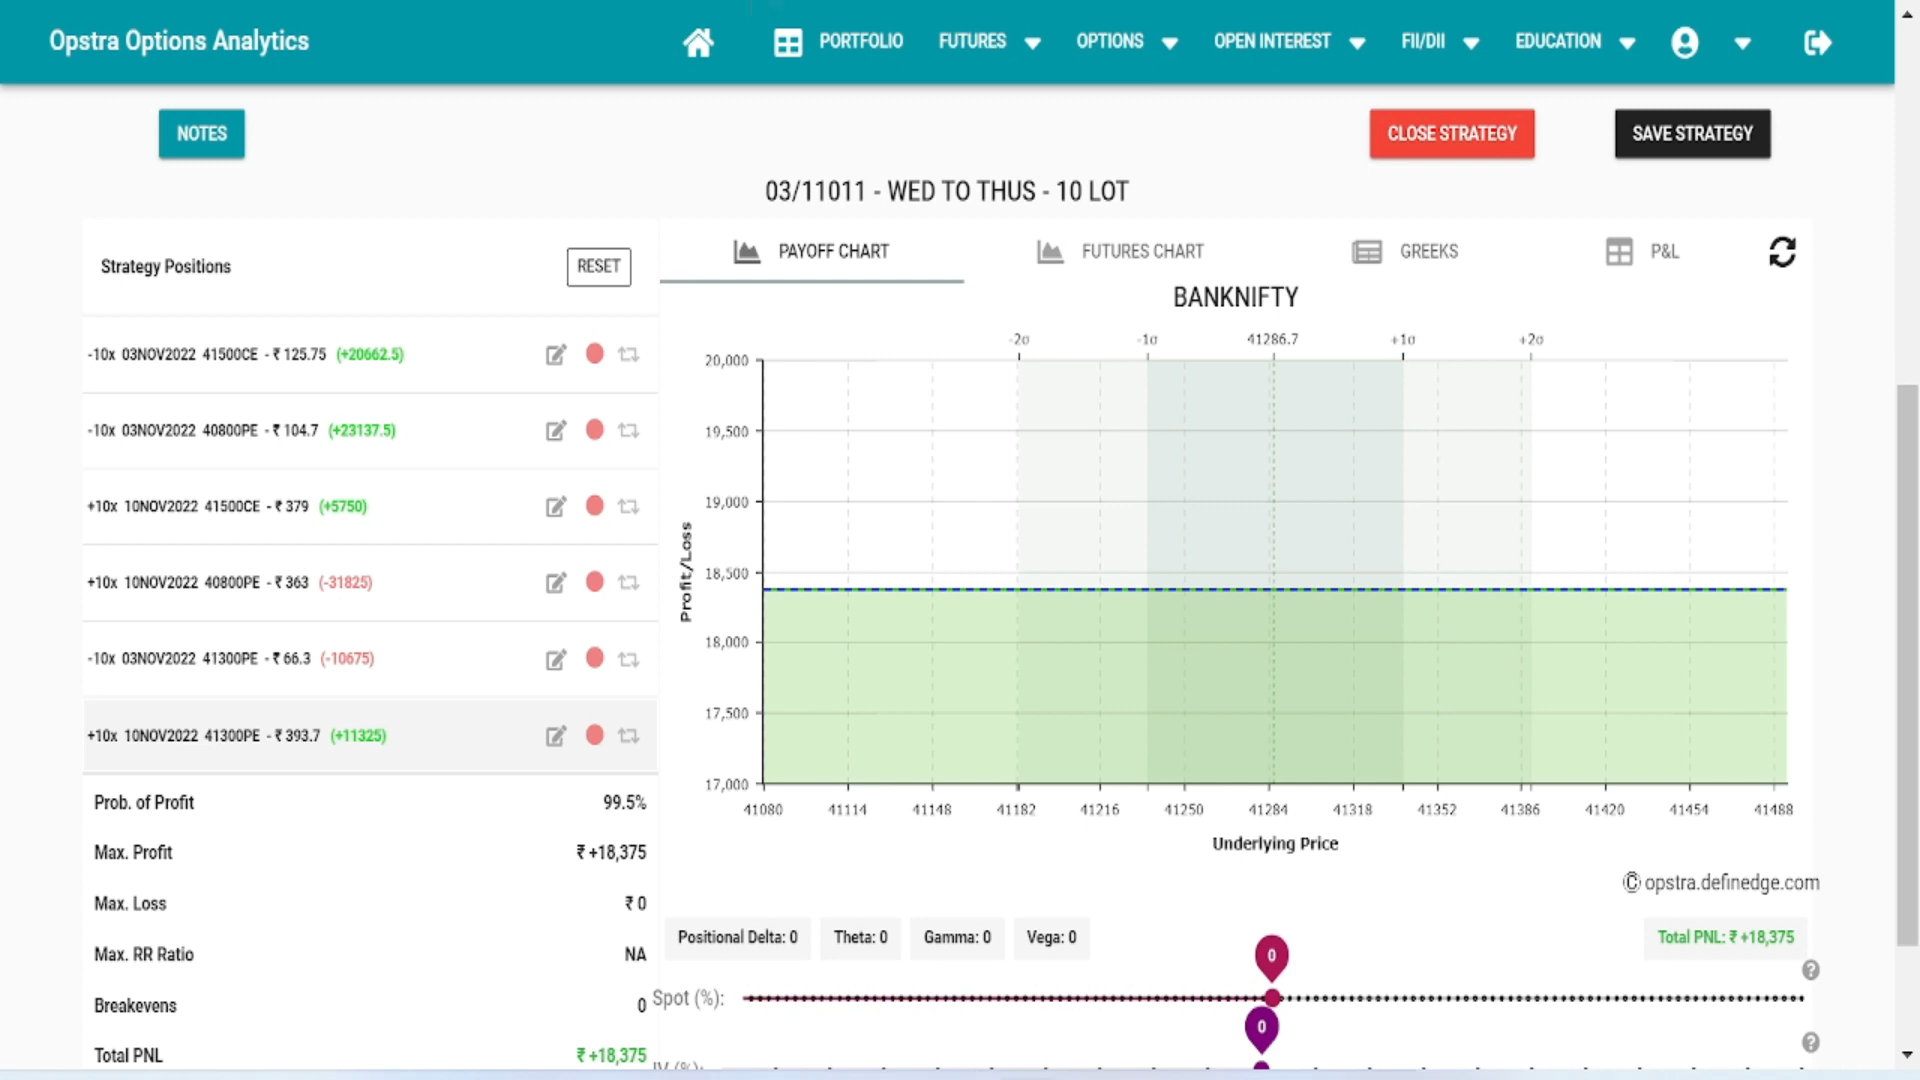 Opstra Options Analytics
PORTFOLIO
FUTURES
OPTIONS
OPEN INTEREST
FII/DII
EDUCATION
NOTES
CLOSE STRATEGY
SAVE STRATEGY
03/11011 - WED TO THUS - 10 LOT
Strategy Positions
RESET
-10x 03NOV2022 41500CE - ₹ 125.75 (+20662.5)
-10x 03NOV2022 40800PE - ₹ 104.7 (+23137.5)
+10x 10NOV2022 41500CE - ₹ 379 (+5750)
+10x 10NOV2022 40800PE - ₹ 363 (-31825)
-10x 03NOV2022 41300PE - ₹ 66.3 (-10675)
+10x 10NOV2022 41300PE - ₹ 393.7 (+11325)
Prob. of Profit 99.5%
Max. Profit ₹ +18,375
Max. Loss ₹ 0
Max. RR Ratio NA
Breakevens 0
Total PNL ₹ +18,375
PAYOFF CHART
FUTURES CHART
GREEKS
P&L
BANKNIFTY
-2σ -1σ 41286.7 +1σ +2σ
20,000
19,500
19,000
18,500
18,000
17,500
17,000
Profit/Loss
41080 41114 41148 41182 41216 41250 41284 41318 41352 41386 41420 41454 41488
Underlying Price
© opstra.definedge.com
Positional Delta: 0
Theta: 0
Gamma: 0
Vega: 0
Total PNL: ₹ +18,375
0
?
Spot (%):
0
?
IV (%):